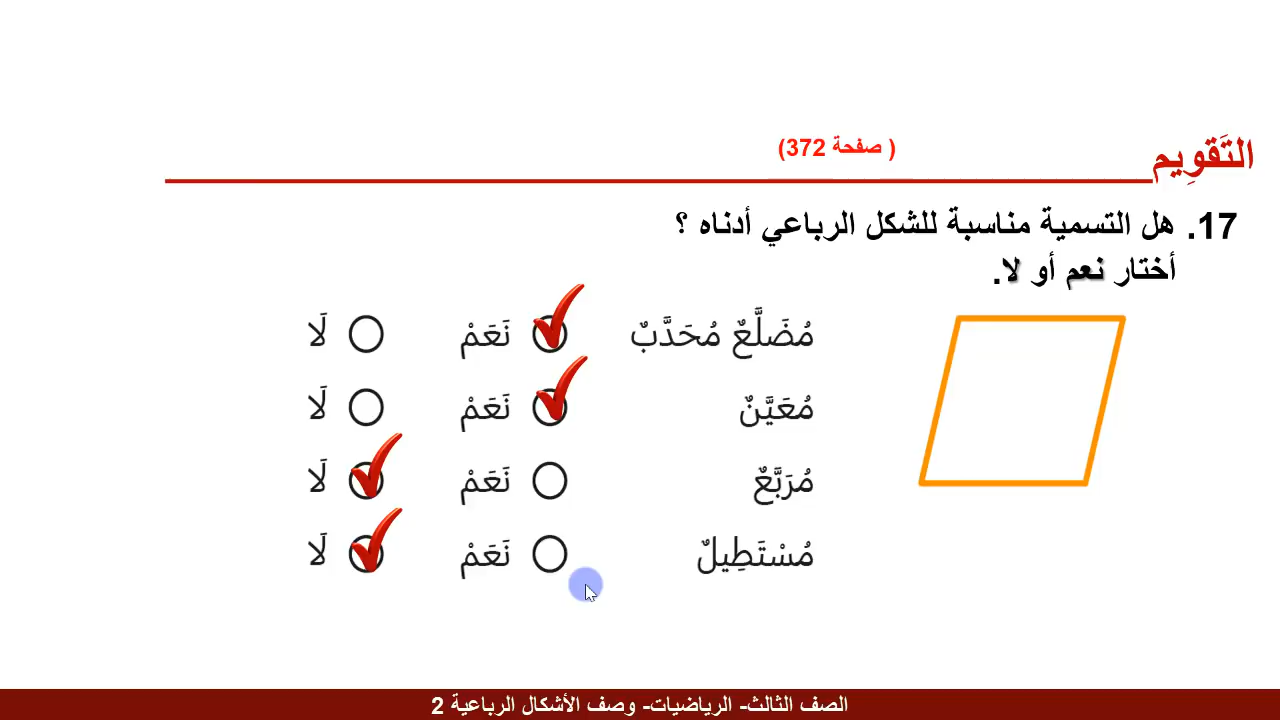 التَقوِيم
( صفحة 372)
17. هل التسمية مناسبة للشكل الرباعي أدناه ؟
أختار نعم أو لا.
مُضَلَّعٌ مُحَدَّبٌ نَعَمْ لَا
مُعَيَّنٌ نَعَمْ لَا
مُرَبَّعٌ نَعَمْ لَا
مُسْتَطِيلٌ نَعَمْ لَا
الصف الثالث- الرياضيات- وصف الأشكال الرباعية 2